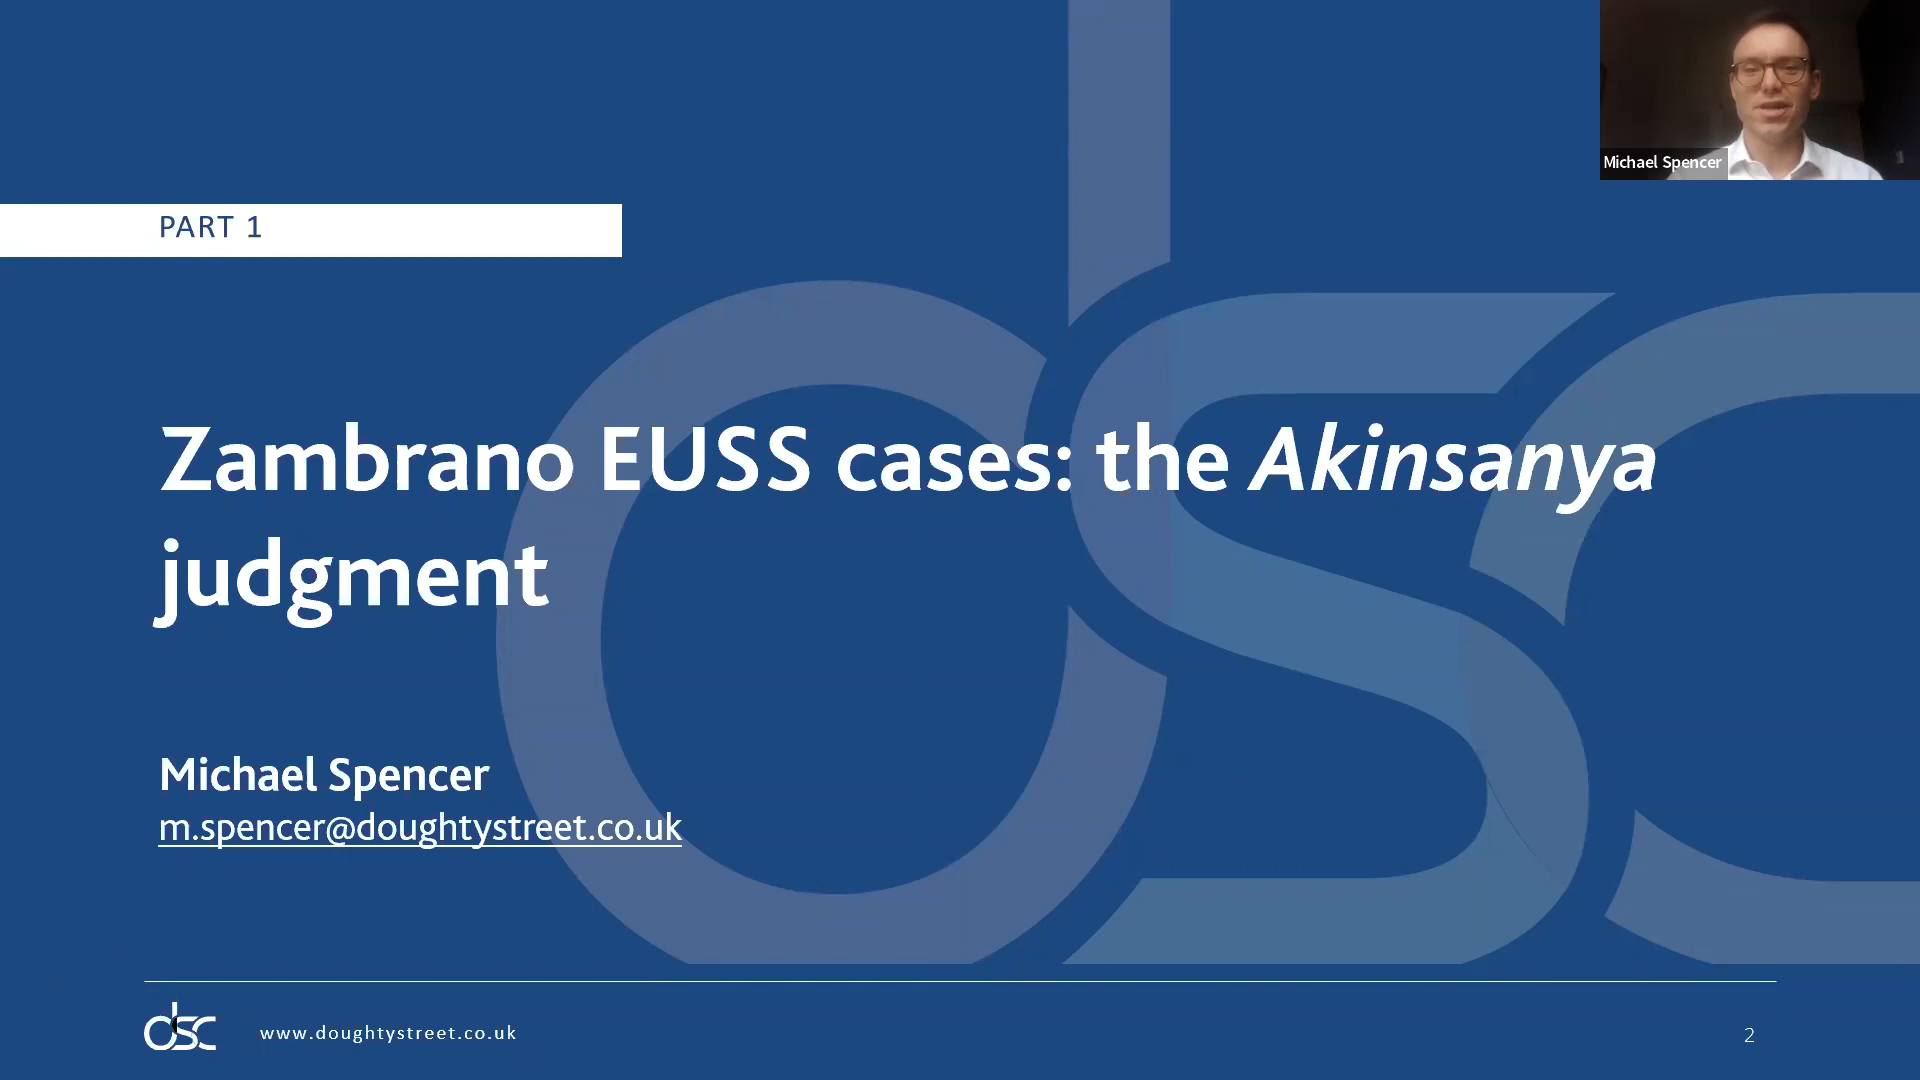 Michael Spencer
PART 1
Zambrano EUSS cases: the Akinsanya
judgment
Michael Spencer
m.spencer@doughtystreet.co.uk
dsc
www.doughtystreet.co.uk
2